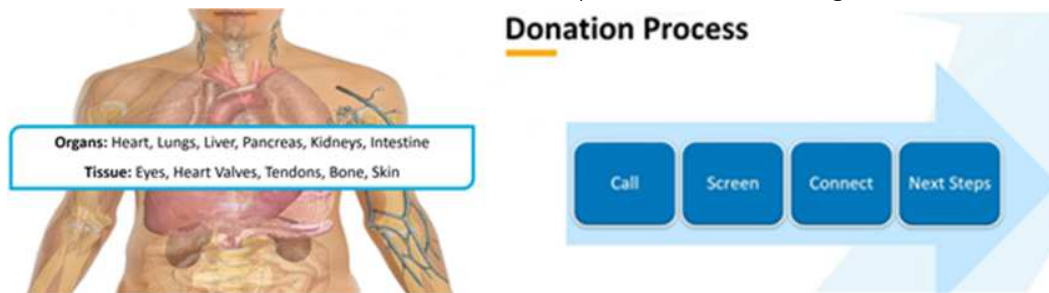 Organs: Heart, Lungs, Liver, Pancreas, Kidneys, Intestine
Tissue: Eyes, Heart Valves, Tendons, Bone, Skin
Donation Process
Call
Screen
Connect
Next Steps